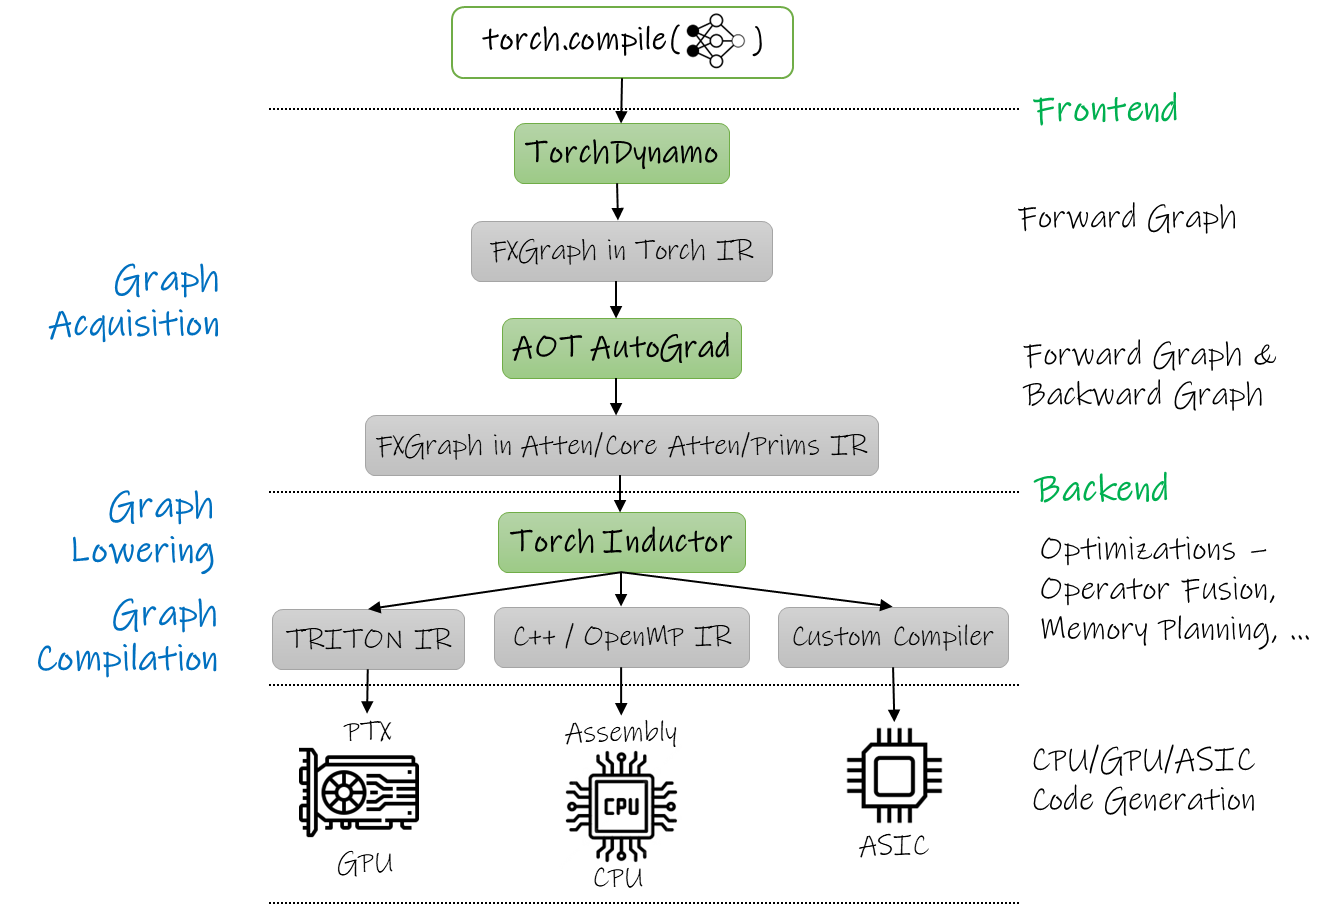 torch.compile( )
Frontend
TorchDynamo
Forward Graph
FXGraph in Torch IR
Graph
Acquisition
AOT AutoGrad
Forward Graph &
Backward Graph
FXGraph in Atten/Core Atten/Prims IR
Backend
Graph
Lowering
Torch Inductor
Optimizations –
Operator Fusion,
Memory Planning, ...
Graph
Compilation
TRITON IR
C++ / OpenMP IR
Custom Compiler
PTX
Assembly
CPU
CPU/GPU/ASIC
Code Generation
GPU
CPU
ASIC